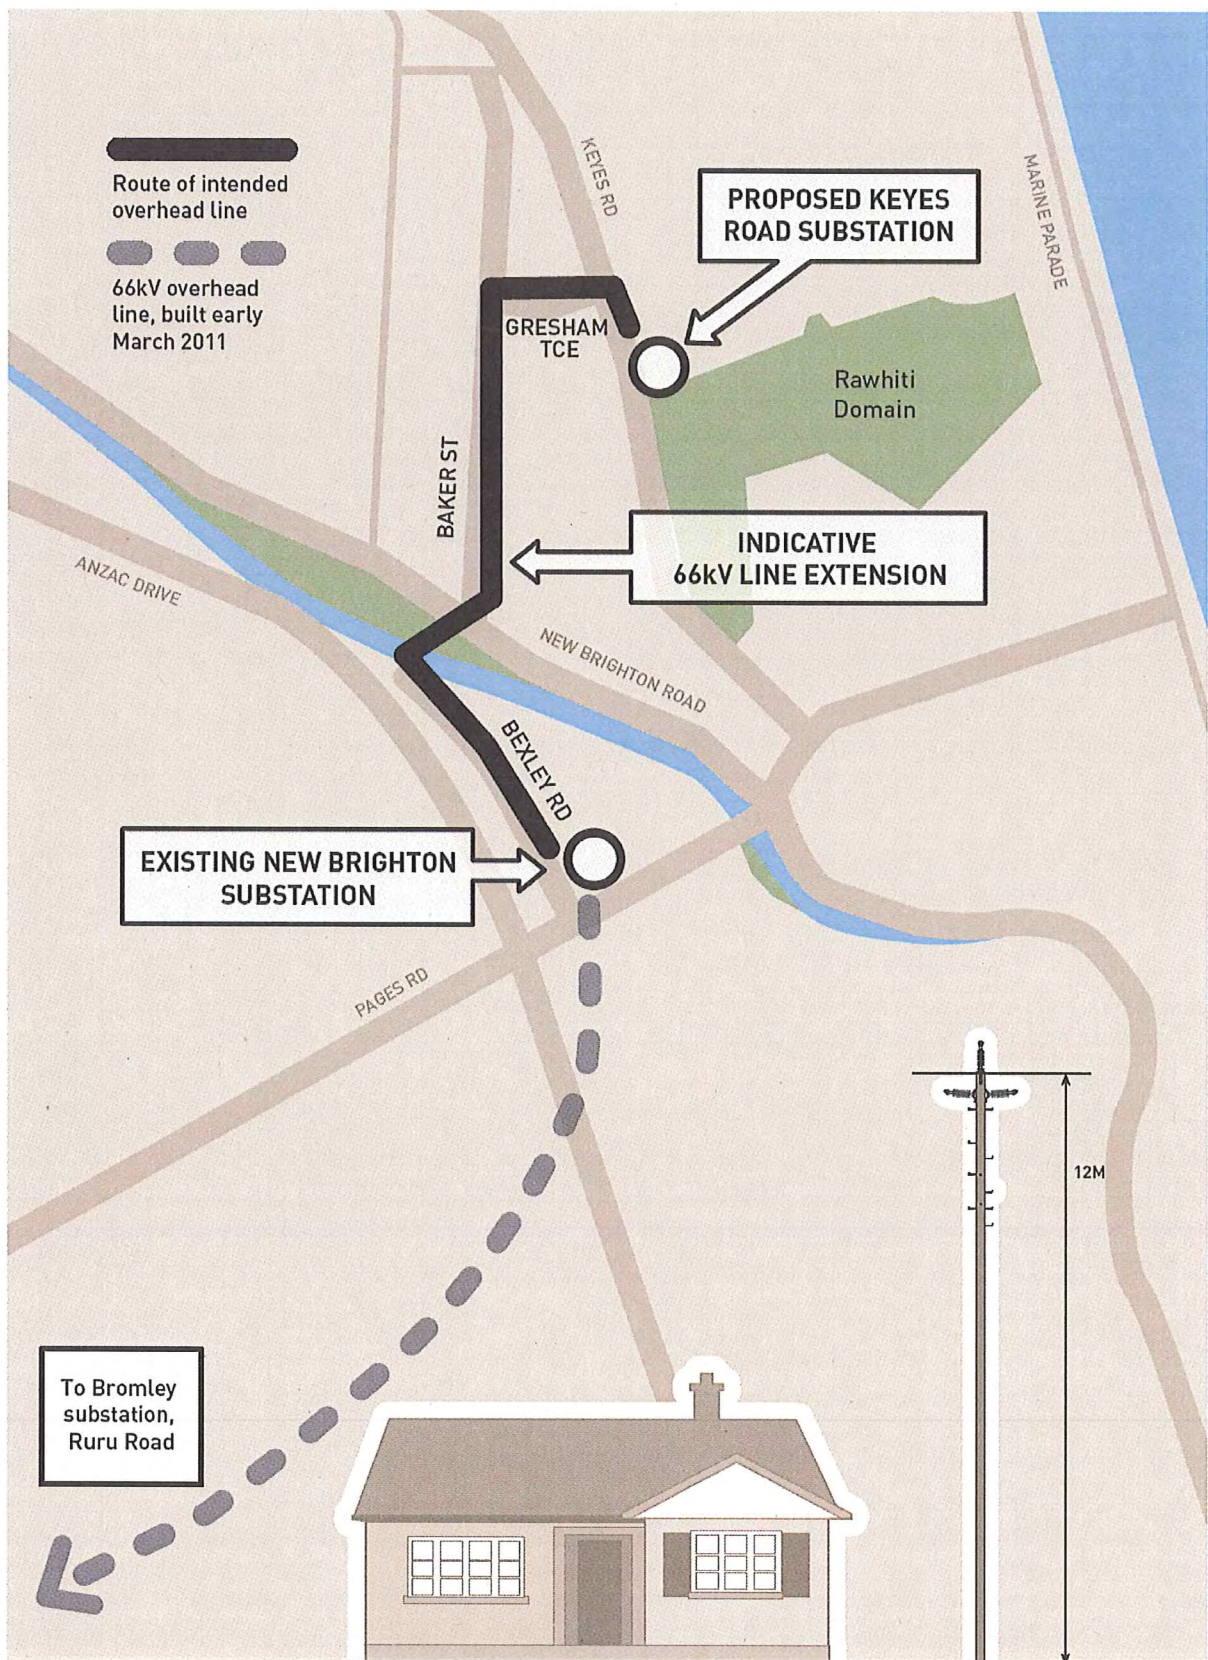 Route of intended
overhead line
66kV overhead
line, built early
March 2011
KEYES RD
PROPOSED KEYES
ROAD SUBSTATION
MARINE PARADE
GRESHAM
TCE
Rawhiti
Domain
BAKER ST
INDICATIVE
66kV LINE EXTENSION
ANZAC DRIVE
NEW BRIGHTON ROAD
BEXLEY RD
EXISTING NEW BRIGHTON
SUBSTATION
PAGES RD
12M
To Bromley
substation,
Ruru Road